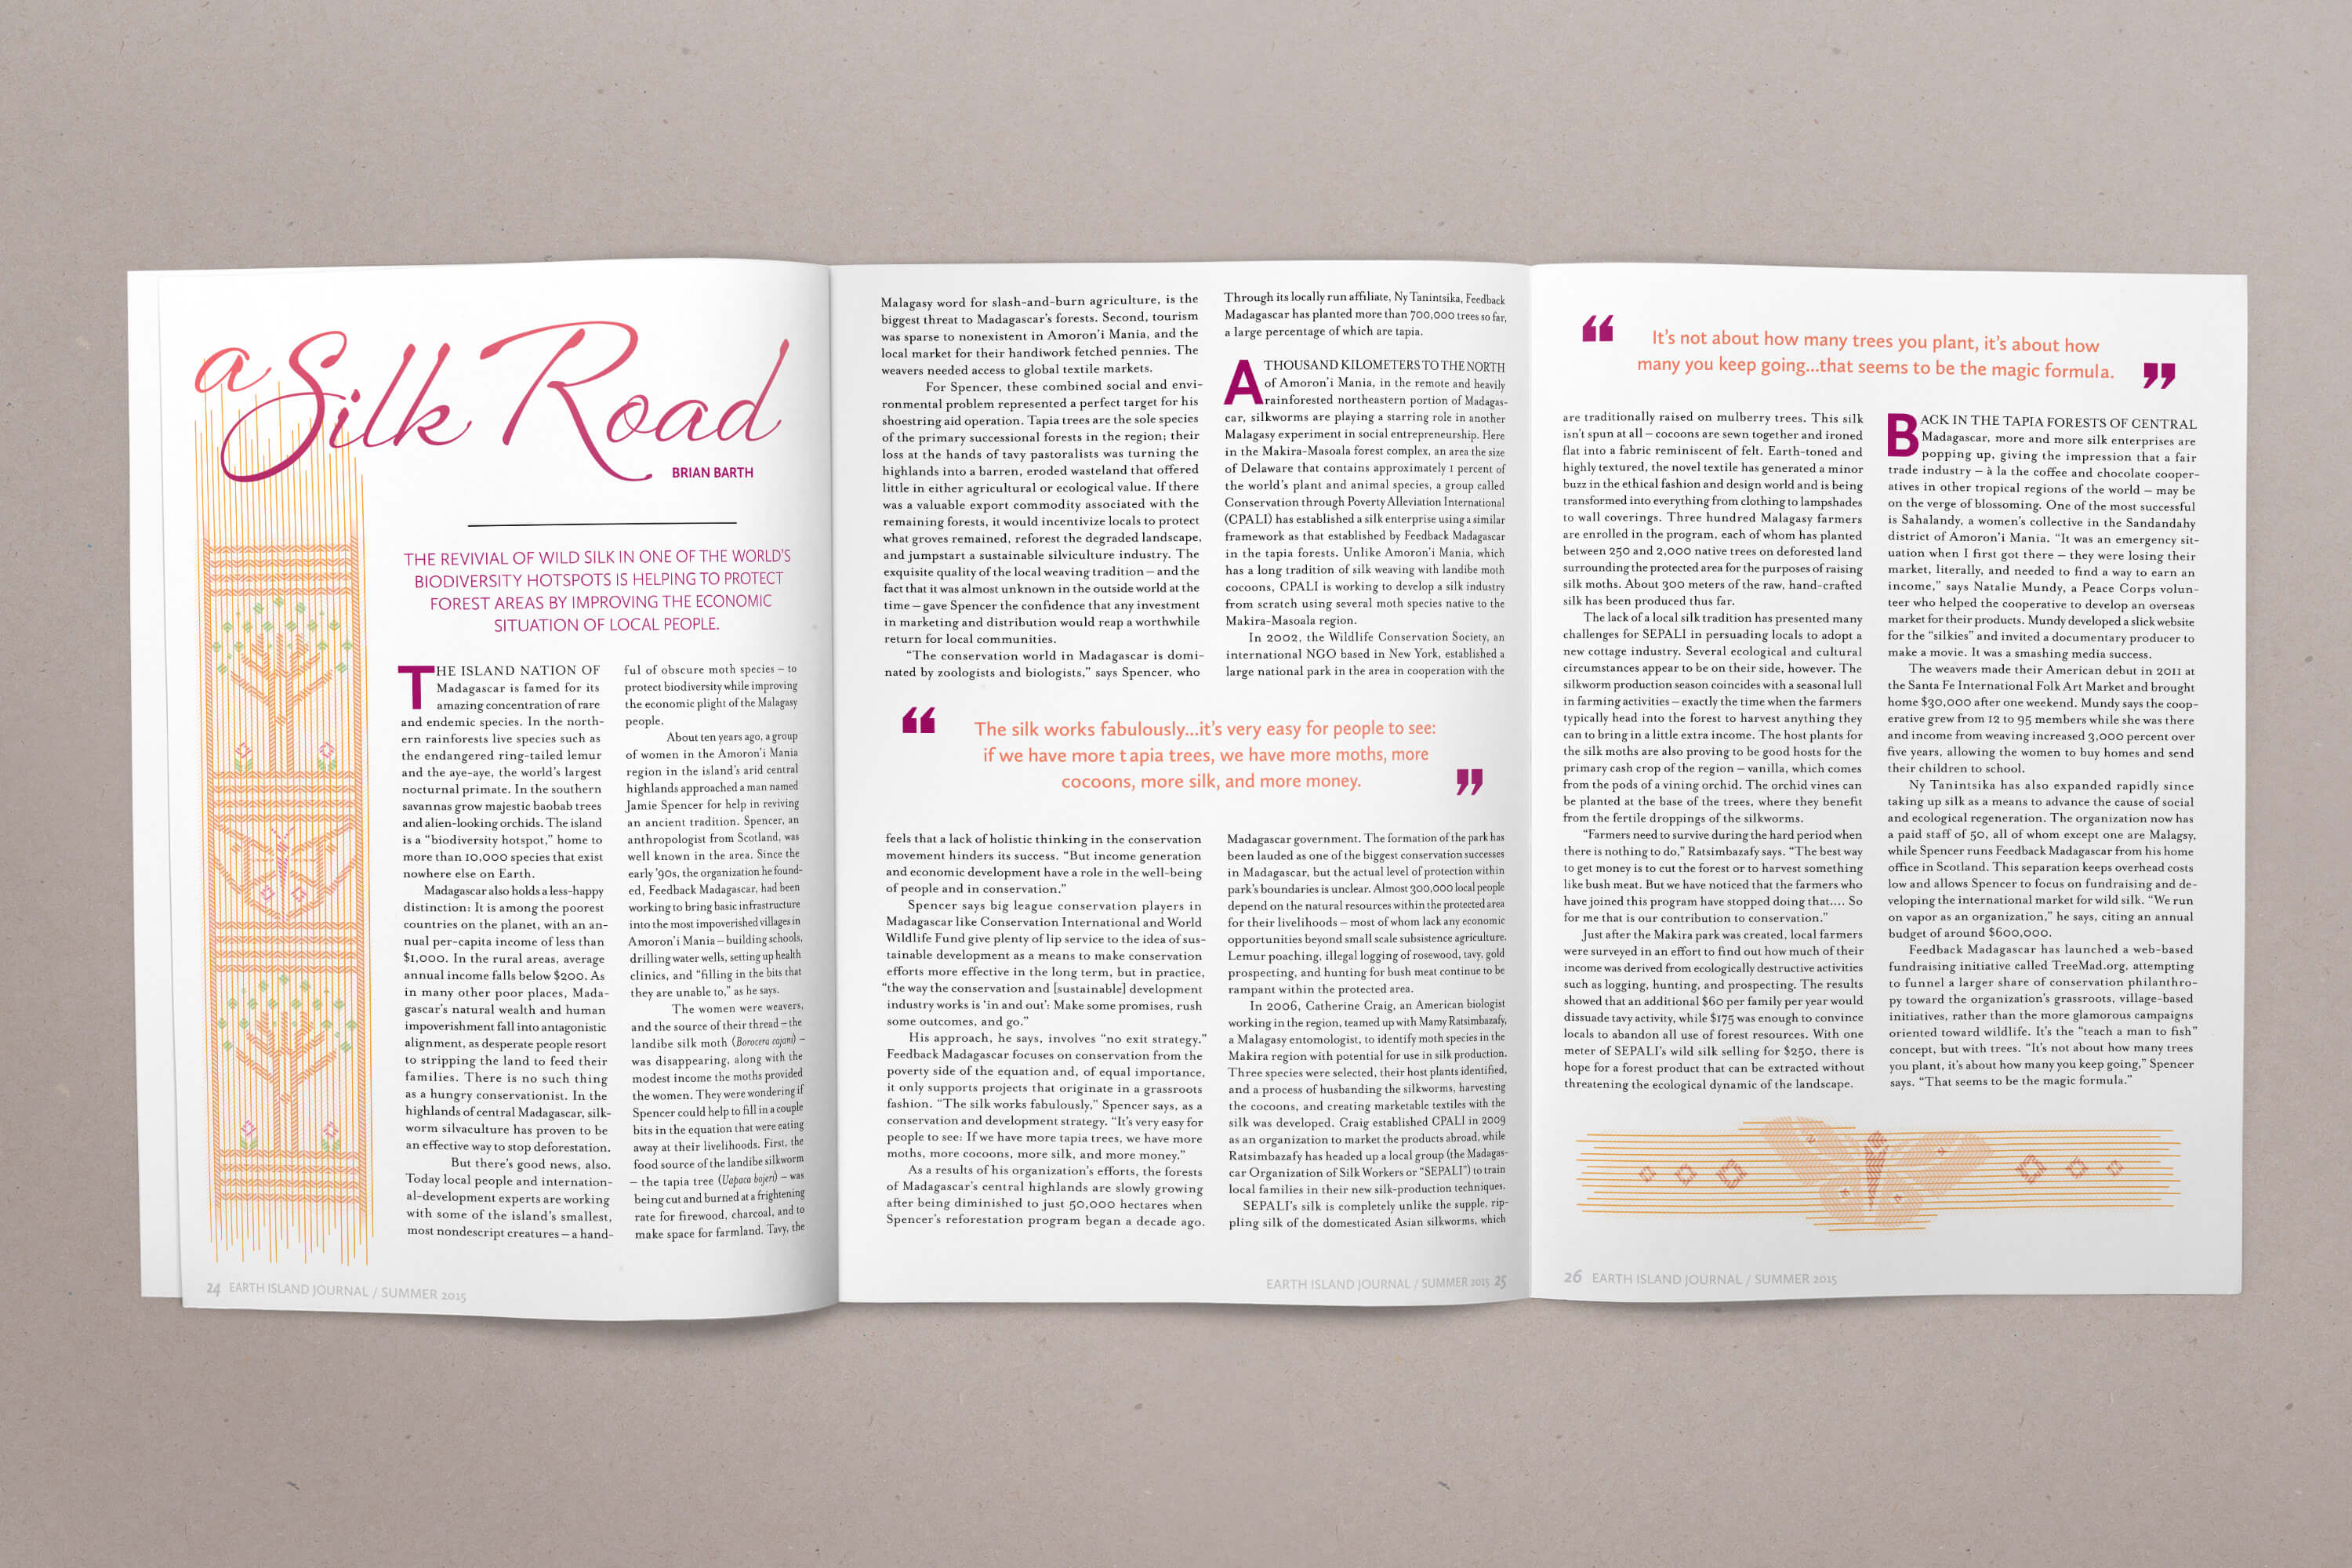 a Silk Road
BRIAN BARTH
THE REVIVIAL OF WILD SILK IN ONE OF THE WORLD'S
BIODIVERSITY HOTSPOTS IS HELPING TO PROTECT
FOREST AREAS BY IMPROVING THE ECONOMIC
SITUATION OF LOCAL PEOPLE.
THE ISLAND NATION OF
Madagascar is famed for its
amazing concentration of rare
and endemic species. In the north-
ern rainforests live species such as
the endangered ring-tailed lemur
and the aye-aye, the world's largest
nocturnal primate. In the southern
savannas grow majestic baobab trees
and alien-looking orchids. The island
is a “biodiversity hotspot,” home to
more than 10,000 species that exist
nowhere else on Earth.
Madagascar also holds a less-happy
distinction: It is among the poorest
countries on the planet, with an an-
nual per-capita income of less than
$1,000. In the rural areas, average
annual income falls below $200. As
in many other poor places, Mada-
gascar's natural wealth and human
impoverishment fall into antagonistic
alignment, as desperate people resort
to stripping the land to feed their
families. There is no such thing
as a hungry conservationist. In the
highlands of central Madagascar, silk-
worm silvaculture has proven to be
an effective way to stop deforestation.
But there's good news, also.
Today local people and internation-
al-development experts are working
with some of the island's smallest,
most nondescript creatures – a hand-
ful of obscure moth species – to
protect biodiversity while improving
the economic plight of the Malagasy
people.
About ten years ago, a group
of women in the Amoron'i Mania
region in the island's arid central
highlands approached a man named
Jamie Spencer for help in reviving
an ancient tradition. Spencer, an
anthropologist from Scotland, was
well known in the area. Since the
early '90s, the organization he found-
ed, Feedback Madagascar, had been
working to bring basic infrastructure
into the most impoverished villages in
Amoron'i Mania – building schools,
drilling water wells, setting up health
clinics, and “filling in the bits that
they are unable to,” as he says.
The women were weavers,
and the source of their thread – the
landibe silk moth (Borocera cajani) –
was disappearing, along with the
modest income the moths provided
the women. They were wondering if
Spencer could help to fill in a couple
bits in the equation that were eating
away at their livelihoods. First, the
food source of the landibe silkworm
– the tapia tree (Uapaca bojeri) – was
being cut and burned at a frightening
rate for firewood, charcoal, and to
make space for farmland. Tavy, the
24 EARTH ISLAND JOURNAL / SUMMER 2015
Malagasy word for slash-and-burn agriculture, is the
biggest threat to Madagascar's forests. Second, tourism
was sparse to nonexistent in Amoron'i Mania, and the
local market for their handiwork fetched pennies. The
weavers needed access to global textile markets.
For Spencer, these combined social and envi-
ronmental problem represented a perfect target for his
shoestring aid operation. Tapia trees are the sole species
of the primary successional forests in the region; their
loss at the hands of tavy pastoralists was turning the
highlands into a barren, eroded wasteland that offered
little in either agricultural or ecological value. If there
was a valuable export commodity associated with the
remaining forests, it would incentivize locals to protect
what groves remained, reforest the degraded landscape,
and jumpstart a sustainable silviculture industry. The
exquisite quality of the local weaving tradition – and the
fact that it was almost unknown in the outside world at the
time – gave Spencer the confidence that any investment
in marketing and distribution would reap a worthwhile
return for local communities.
“The conservation world in Madagascar is domi-
nated by zoologists and biologists,” says Spencer, who
“ The silk works fabulously...it's very easy for people to see:
if we have more tapia trees, we have more moths, more
cocoons, more silk, and more money. ”
feels that a lack of holistic thinking in the conservation
movement hinders its success. “But income generation
and economic development have a role in the well-being
of people and in conservation.”
Spencer says big league conservation players in
Madagascar like Conservation International and World
Wildlife Fund give plenty of lip service to the idea of sus-
tainable development as a means to make conservation
efforts more effective in the long term, but in practice,
“the way the conservation and [sustainable] development
industry works is ‘in and out’: Make some promises, rush
some outcomes, and go.”
His approach, he says, involves “no exit strategy.”
Feedback Madagascar focuses on conservation from the
poverty side of the equation and, of equal importance,
it only supports projects that originate in a grassroots
fashion. “The silk works fabulously,” Spencer says, as a
conservation and development strategy. “It's very easy for
people to see: If we have more tapia trees, we have more
moths, more cocoons, more silk, and more money.”
As a results of his organization's efforts, the forests
of Madagascar's central highlands are slowly growing
after being diminished to just 50,000 hectares when
Spencer's reforestation program began a decade ago.
Through its locally run affiliate, Ny Tanintsika, Feedback
Madagascar has planted more than 700,000 trees so far,
a large percentage of which are tapia.
A THOUSAND KILOMETERS TO THE NORTH
of Amoron'i Mania, in the remote and heavily
rainforested northeastern portion of Madagas-
car, silkworms are playing a starring role in another
Malagasy experiment in social entrepreneurship. Here
in the Makira-Masoala forest complex, an area the size
of Delaware that contains approximately 1 percent of
the world's plant and animal species, a group called
Conservation through Poverty Alleviation International
(CPALI) has established a silk enterprise using a similar
framework as that established by Feedback Madagascar
in the tapia forests. Unlike Amoron'i Mania, which
has a long tradition of silk weaving with landibe moth
cocoons, CPALI is working to develop a silk industry
from scratch using several moth species native to the
Makira-Masoala region.
In 2002, the Wildlife Conservation Society, an
international NGO based in New York, established a
large national park in the area in cooperation with the
Madagascar government. The formation of the park has
been lauded as one of the biggest conservation successes
in Madagascar, but the actual level of protection within
park's boundaries is unclear. Almost 300,000 local people
depend on the natural resources within the protected area
for their livelihoods – most of whom lack any economic
opportunities beyond small scale subsistence agriculture.
Lemur poaching, illegal logging of rosewood, tavy, gold
prospecting, and hunting for bush meat continue to be
rampant within the protected area.
In 2006, Catherine Craig, an American biologist
working in the region, teamed up with Mamy Ratsimbazafy,
a Malagasy entomologist, to identify moth species in the
Makira region with potential for use in silk production.
Three species were selected, their host plants identified,
and a process of husbanding the silkworms, harvesting
the cocoons, and creating marketable textiles with the
silk was developed. Craig established CPALI in 2009
as an organization to market the products abroad, while
Ratsimbazafy has headed up a local group (the Madagas-
car Organization of Silk Workers or “SEPALI”) to train
local families in their new silk-production techniques.
SEPALI's silk is completely unlike the supple, rip-
pling silk of the domesticated Asian silkworms, which
EARTH ISLAND JOURNAL / SUMMER 2015 25
“ It's not about how many trees you plant, it's about how
many you keep going...that seems to be the magic formula. ”
are traditionally raised on mulberry trees. This silk
isn't spun at all – cocoons are sewn together and ironed
flat into a fabric reminiscent of felt. Earth-toned and
highly textured, the novel textile has generated a minor
buzz in the ethical fashion and design world and is being
transformed into everything from clothing to lampshades
to wall coverings. Three hundred Malagasy farmers
are enrolled in the program, each of whom has planted
between 250 and 2,000 native trees on deforested land
surrounding the protected area for the purposes of raising
silk moths. About 300 meters of the raw, hand-crafted
silk has been produced thus far.
The lack of a local silk tradition has presented many
challenges for SEPALI in persuading locals to adopt a
new cottage industry. Several ecological and cultural
circumstances appear to be on their side, however. The
silkworm production season coincides with a seasonal lull
in farming activities – exactly the time when the farmers
typically head into the forest to harvest anything they
can to bring in a little extra income. The host plants for
the silk moths are also proving to be good hosts for the
primary cash crop of the region – vanilla, which comes
from the pods of a vining orchid. The orchid vines can
be planted at the base of the trees, where they benefit
from the fertile droppings of the silkworms.
“Farmers need to survive during the hard period when
there is nothing to do,” Ratsimbazafy says. “The best way
to get money is to cut the forest or to harvest something
like bush meat. But we have noticed that the farmers who
have joined this program have stopped doing that.... So
for me that is our contribution to conservation.”
Just after the Makira park was created, local farmers
were surveyed in an effort to find out how much of their
income was derived from ecologically destructive activities
such as logging, hunting, and prospecting. The results
showed that an additional $60 per family per year would
dissuade tavy activity, while $175 was enough to convince
locals to abandon all use of forest resources. With one
meter of SEPALI's wild silk selling for $250, there is
hope for a forest product that can be extracted without
threatening the ecological dynamic of the landscape.
BACK IN THE TAPIA FORESTS OF CENTRAL
Madagascar, more and more silk enterprises are
popping up, giving the impression that a fair
trade industry – à la the coffee and chocolate cooper-
atives in other tropical regions of the world – may be
on the verge of blossoming. One of the most successful
is Sahalandy, a women's collective in the Sandandahy
district of Amoron'i Mania. “It was an emergency sit-
uation when I first got there – they were losing their
market, literally, and needed to find a way to earn an
income,” says Natalie Mundy, a Peace Corps volun-
teer who helped the cooperative to develop an overseas
market for their products. Mundy developed a slick website
for the “silkies” and invited a documentary producer to
make a movie. It was a smashing media success.
The weavers made their American debut in 2011 at
the Santa Fe International Folk Art Market and brought
home $30,000 after one weekend. Mundy says the coop-
erative grew from 12 to 95 members while she was there
and income from weaving increased 3,000 percent over
five years, allowing the women to buy homes and send
their children to school.
Ny Tanintsika has also expanded rapidly since
taking up silk as a means to advance the cause of social
and ecological regeneration. The organization now has
a paid staff of 50, all of whom except one are Malagsy,
while Spencer runs Feedback Madagascar from his home
office in Scotland. This separation keeps overhead costs
low and allows Spencer to focus on fundraising and de-
veloping the international market for wild silk. “We run
on vapor as an organization,” he says, citing an annual
budget of around $600,000.
Feedback Madagascar has launched a web-based
fundraising initiative called TreeMad.org, attempting
to funnel a larger share of conservation philanthro-
py toward the organization's grassroots, village-based
initiatives, rather than the more glamorous campaigns
oriented toward wildlife. It's the “teach a man to fish”
concept, but with trees. “It's not about how many trees
you plant, it's about how many you keep going,” Spencer
says. “That seems to be the magic formula.”
26 EARTH ISLAND JOURNAL / SUMMER 2015